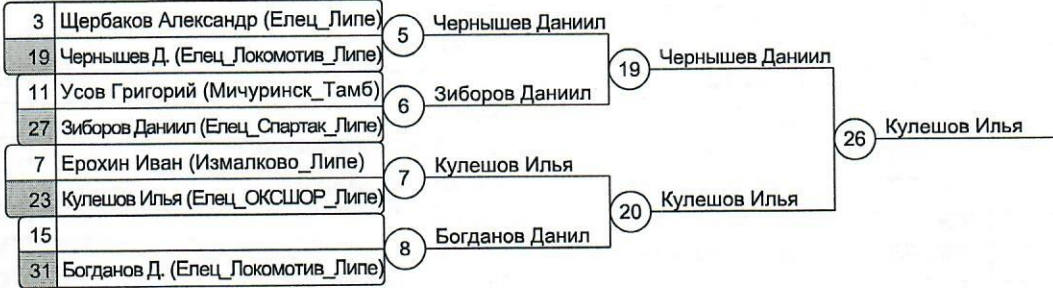 3 Щербаков Александр (Елец_Липе)
19 Чернышев Д. (Елец_Локомотив_Липе)
5 Чернышев Даниил
11 Усов Григорий (Мичуринск_Тамб)
27 Зиборов Даниил (Елец_Спартак_Липе)
6 Зиборов Даниил
19 Чернышев Даниил
7 Ерохин Иван (Измалково_Липе)
23 Кулешов Илья (Елец_ОКСШОР_Липе)
7 Кулешов Илья
15
31 Богданов Д. (Елец_Локомотив_Липе)
8 Богданов Данил
20 Кулешов Илья
26 Кулешов Илья